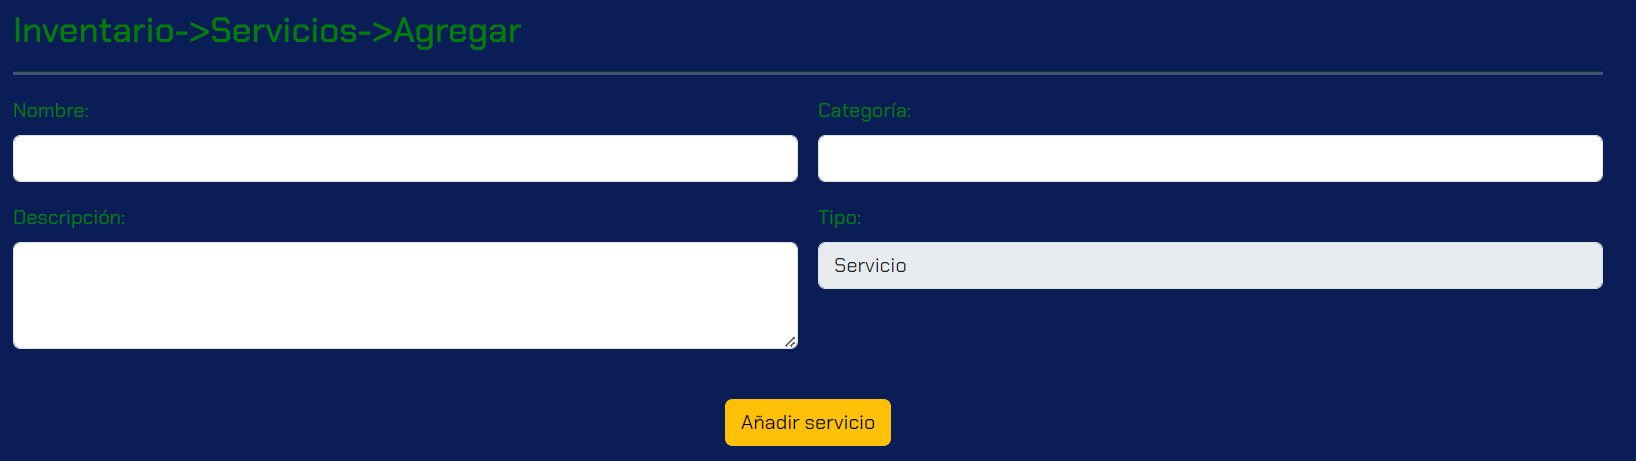 Inventario->Servicios->Agregar
Nombre:
Categoría:
Descripción:
Tipo:
Servicio
Añadir servicio